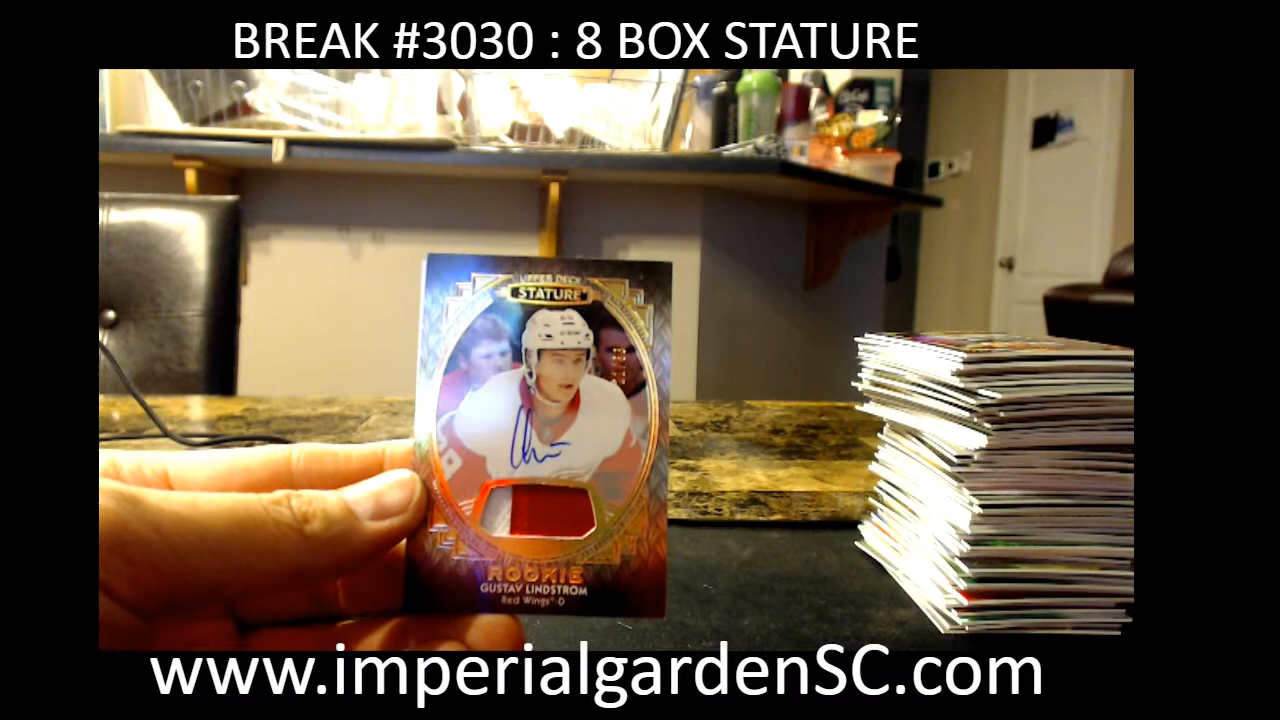 BREAK #3030 : 8 BOX STATURE
UPPER DECK
STATURE
ROOKIE
GUSTAV LINDSTROM
Red Wings - D
www.imperialgardenSC.com